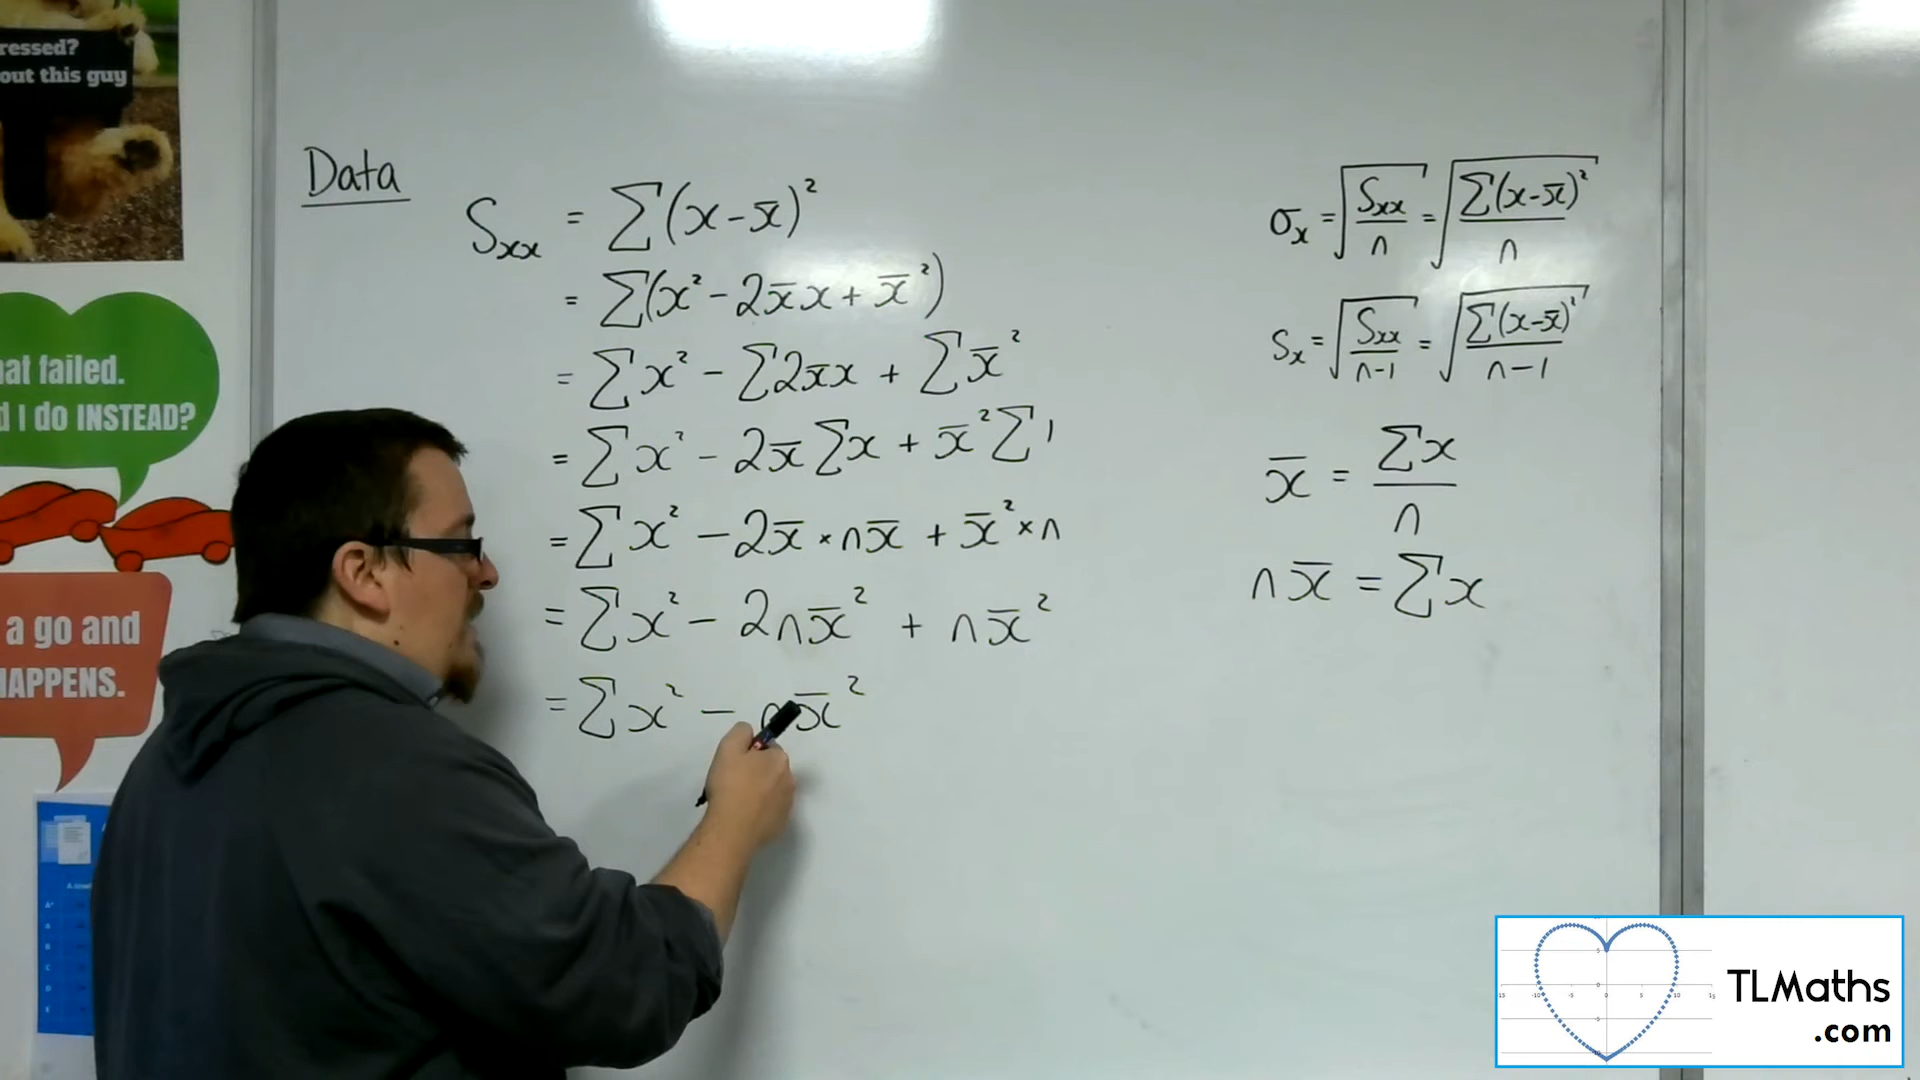 ressed?
out this guy
at failed.
d I do INSTEAD?
a go and
HAPPENS.
Data
Sₓₓ = ∑(x-x̄)²
= ∑(x² - 2x̄x + x̄²)
= ∑x² - ∑2x̄x + ∑x̄²
= ∑x² - 2x̄∑x + x̄²∑1
= ∑x² - 2x̄ × nx̄ + x̄² × n
= ∑x² - 2nx̄² + nx̄²
= ∑x² - nx̄²
σₓ = √(Sₓₓ/n) = √(∑(x-x̄)²/n)
Sₓ = √(Sₓₓ/(n-1)) = √(∑(x-x̄)²/(n-1))
x̄ = ∑x/n
nx̄ = ∑x
TLMaths
.com